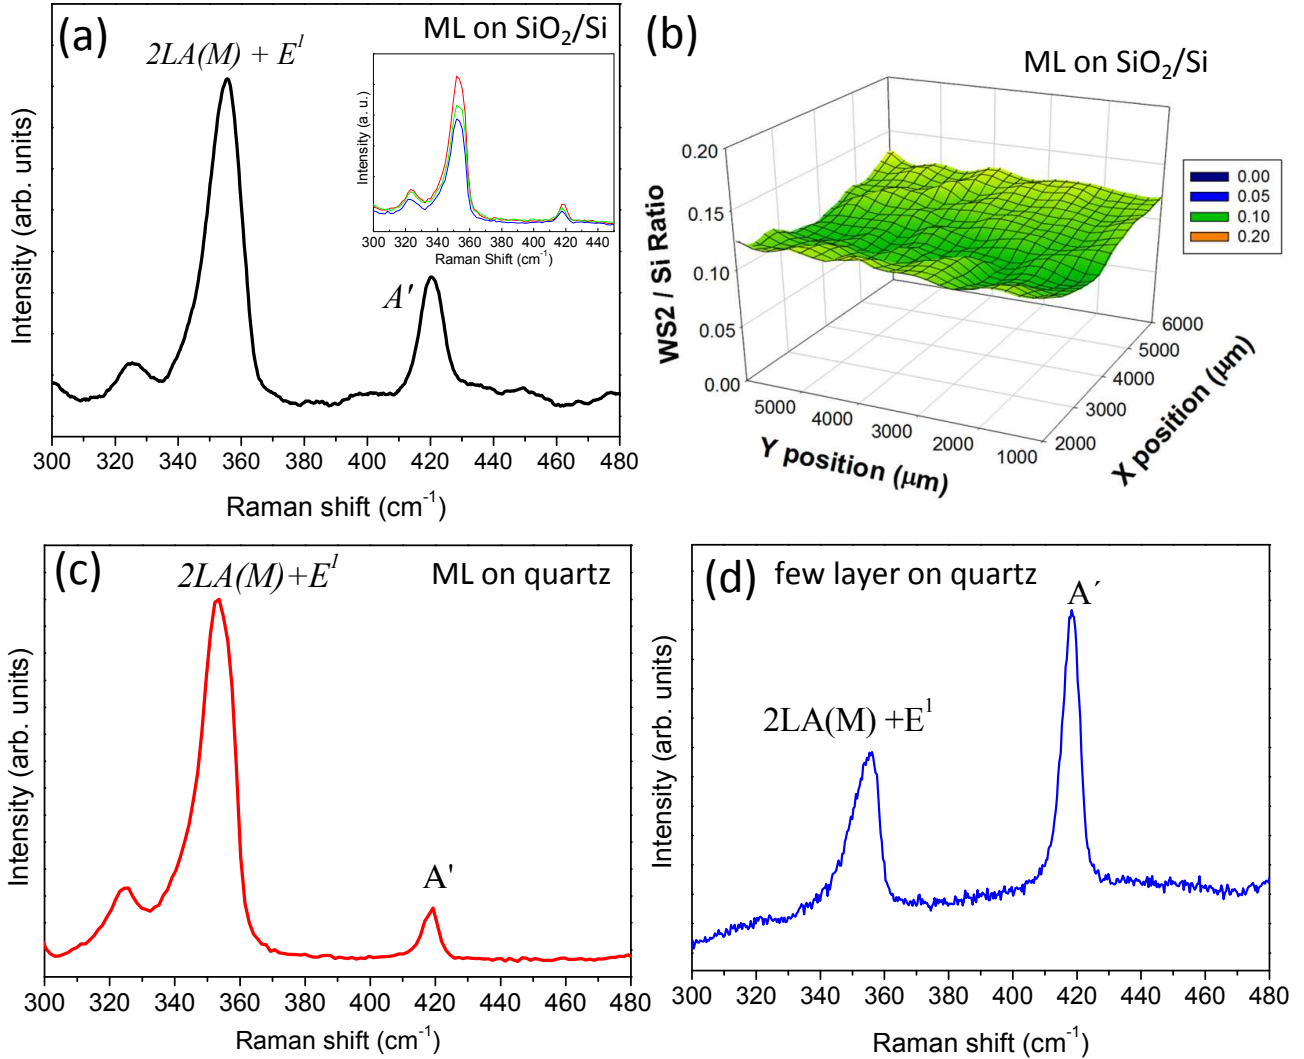 (a)
ML on SiO₂/Si
2LA(M) + E¹
A'
Intensity (arb. units)
300 320 340 360 380 400 420 440 460 480
Raman shift (cm⁻¹)
Intensity (a. u.)
300 320 340 360 380 400 420 440
Raman Shift (cm⁻¹)
(b)
ML on SiO₂/Si
WS2 / Si Ratio
0.20
0.15
0.10
0.05
0.00
5000 4000 3000 2000 1000
Y position (μm)
6000
5000
4000
3000
2000
X position (μm)
0.00
0.05
0.10
0.20
(c)
2LA(M)+E¹
ML on quartz
A'
Intensity (arb. units)
300 320 340 360 380 400 420 440 460 480
Raman shift (cm⁻¹)
(d)
few layer on quartz
A´
2LA(M) +E¹
Intensity (arb. units)
300 320 340 360 380 400 420 440 460 480
Raman shift (cm⁻¹)